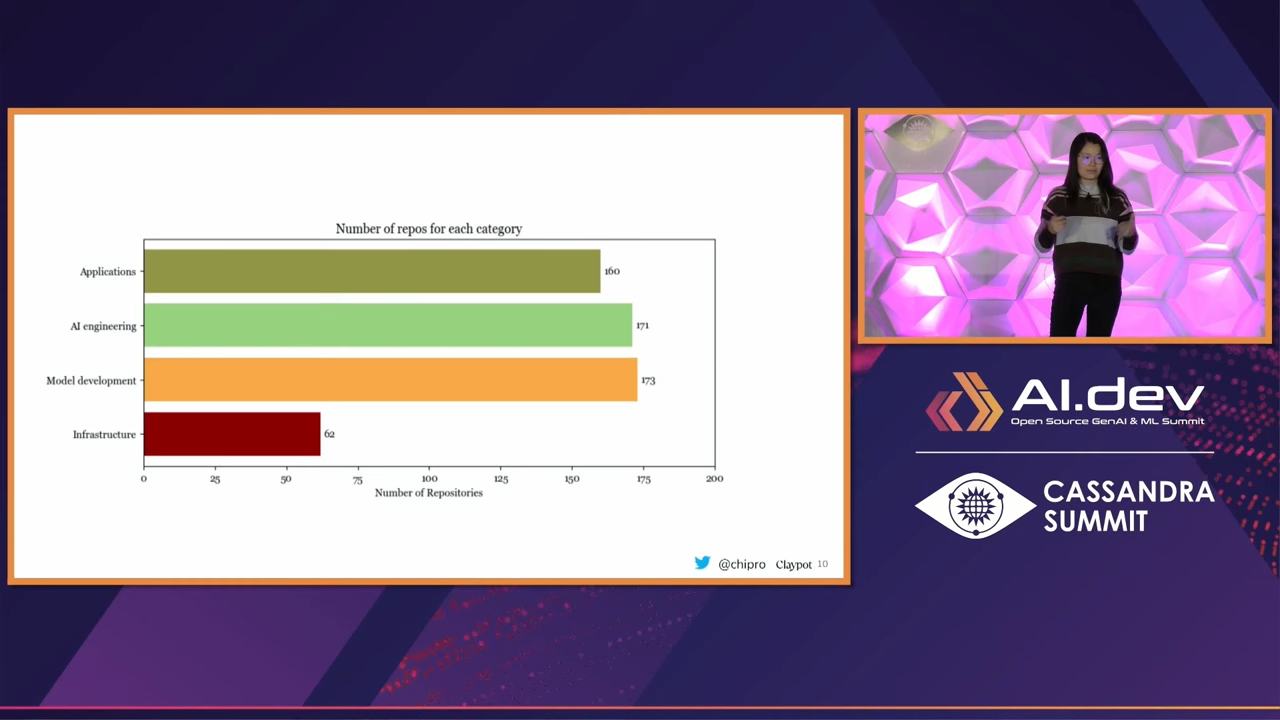 Number of repos for each category
Applications
160
AI engineering
171
Model development
173
Infrastructure
62
0 25 50 75 100 125 150 175 200
Number of Repositories
@chipro Claypot 10
AI.dev
Open Source GenAI & ML Summit
CASSANDRA
SUMMIT